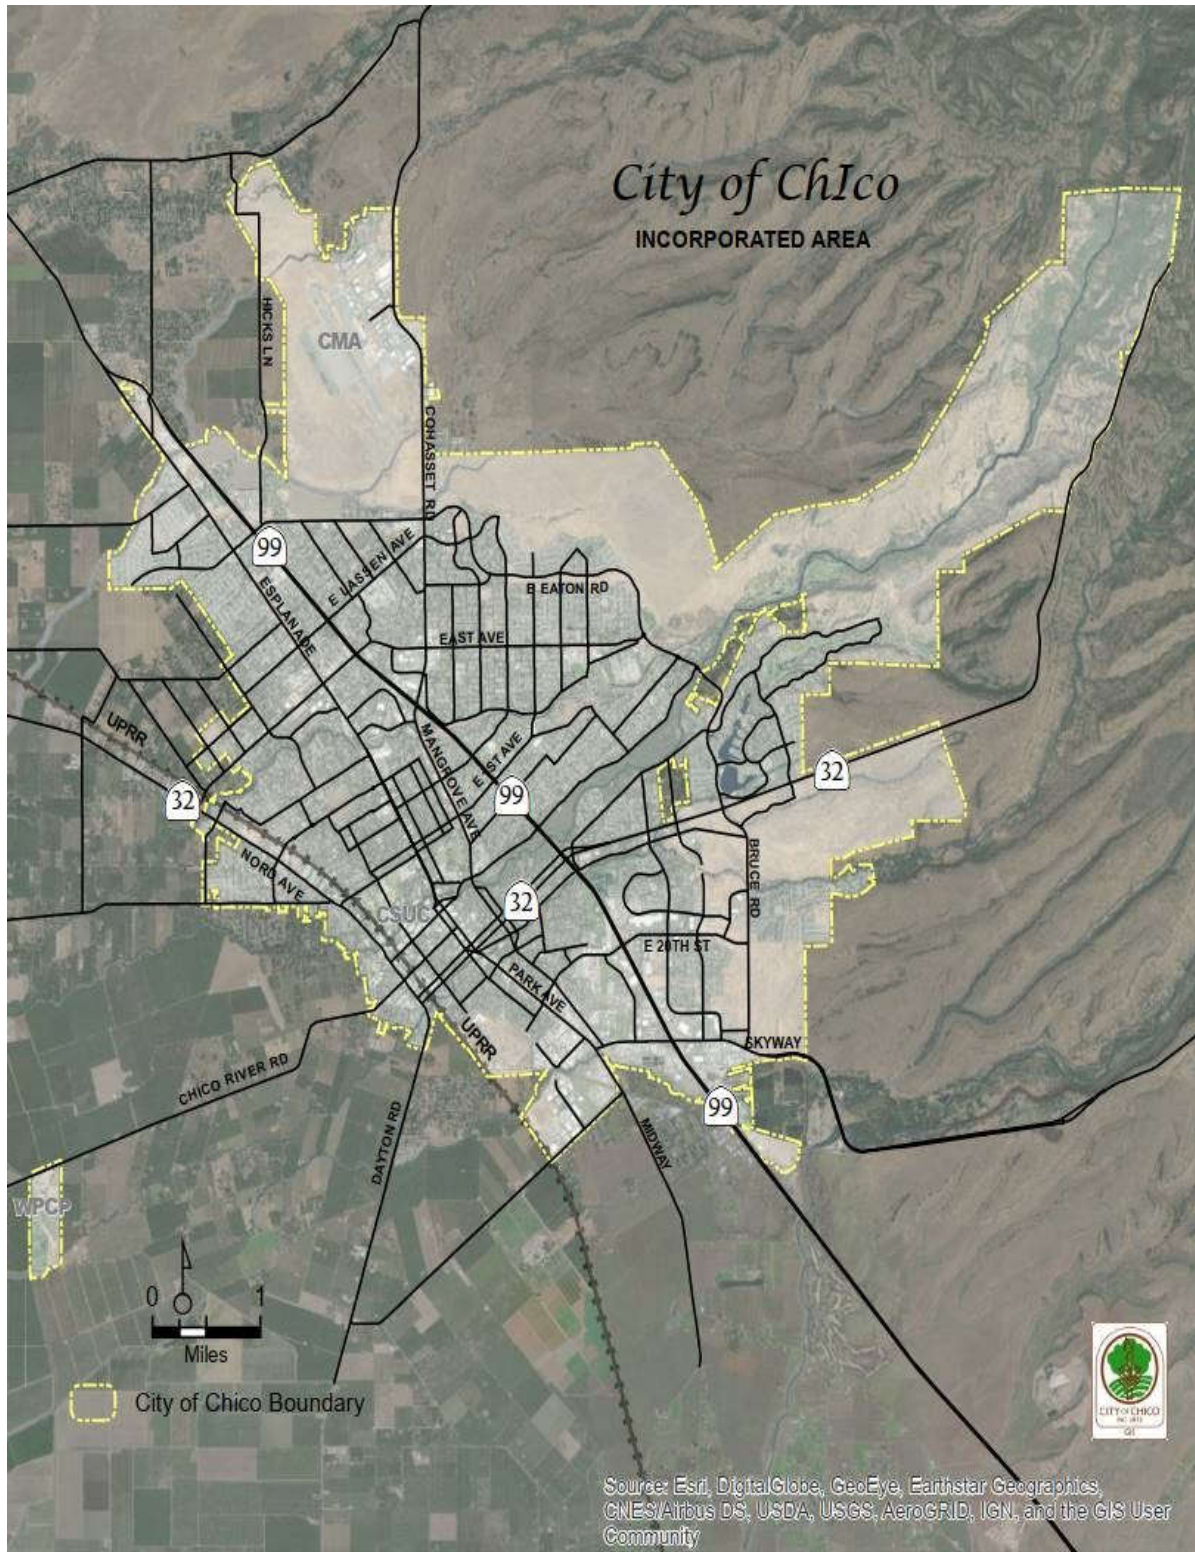 City of ChIco
INCORPORATED AREA
HICKS LN
CMA
COHASSET RD
99
E LASSEN AVE
ESPLANADE
E EATON RD
EAST AVE
UPRR
MANGROVE AVE
EAST AVE
32
99
32
NORD AVE
BRUCE RD
32
CSUC
E 20TH ST
PARK AVE
UPRR
SKYWAY
CHICO RIVER RD
DAYTON RD
99
MIDWAY
WPCP
0 1
Miles
City of Chico Boundary
CITY OF CHICO
INC 1872
GIS
Source: Esri, DigitalGlobe, GeoEye, Earthstar Geographics,
CNES/Airbus DS, USDA, USGS, AeroGRID, IGN, and the GIS User
Community